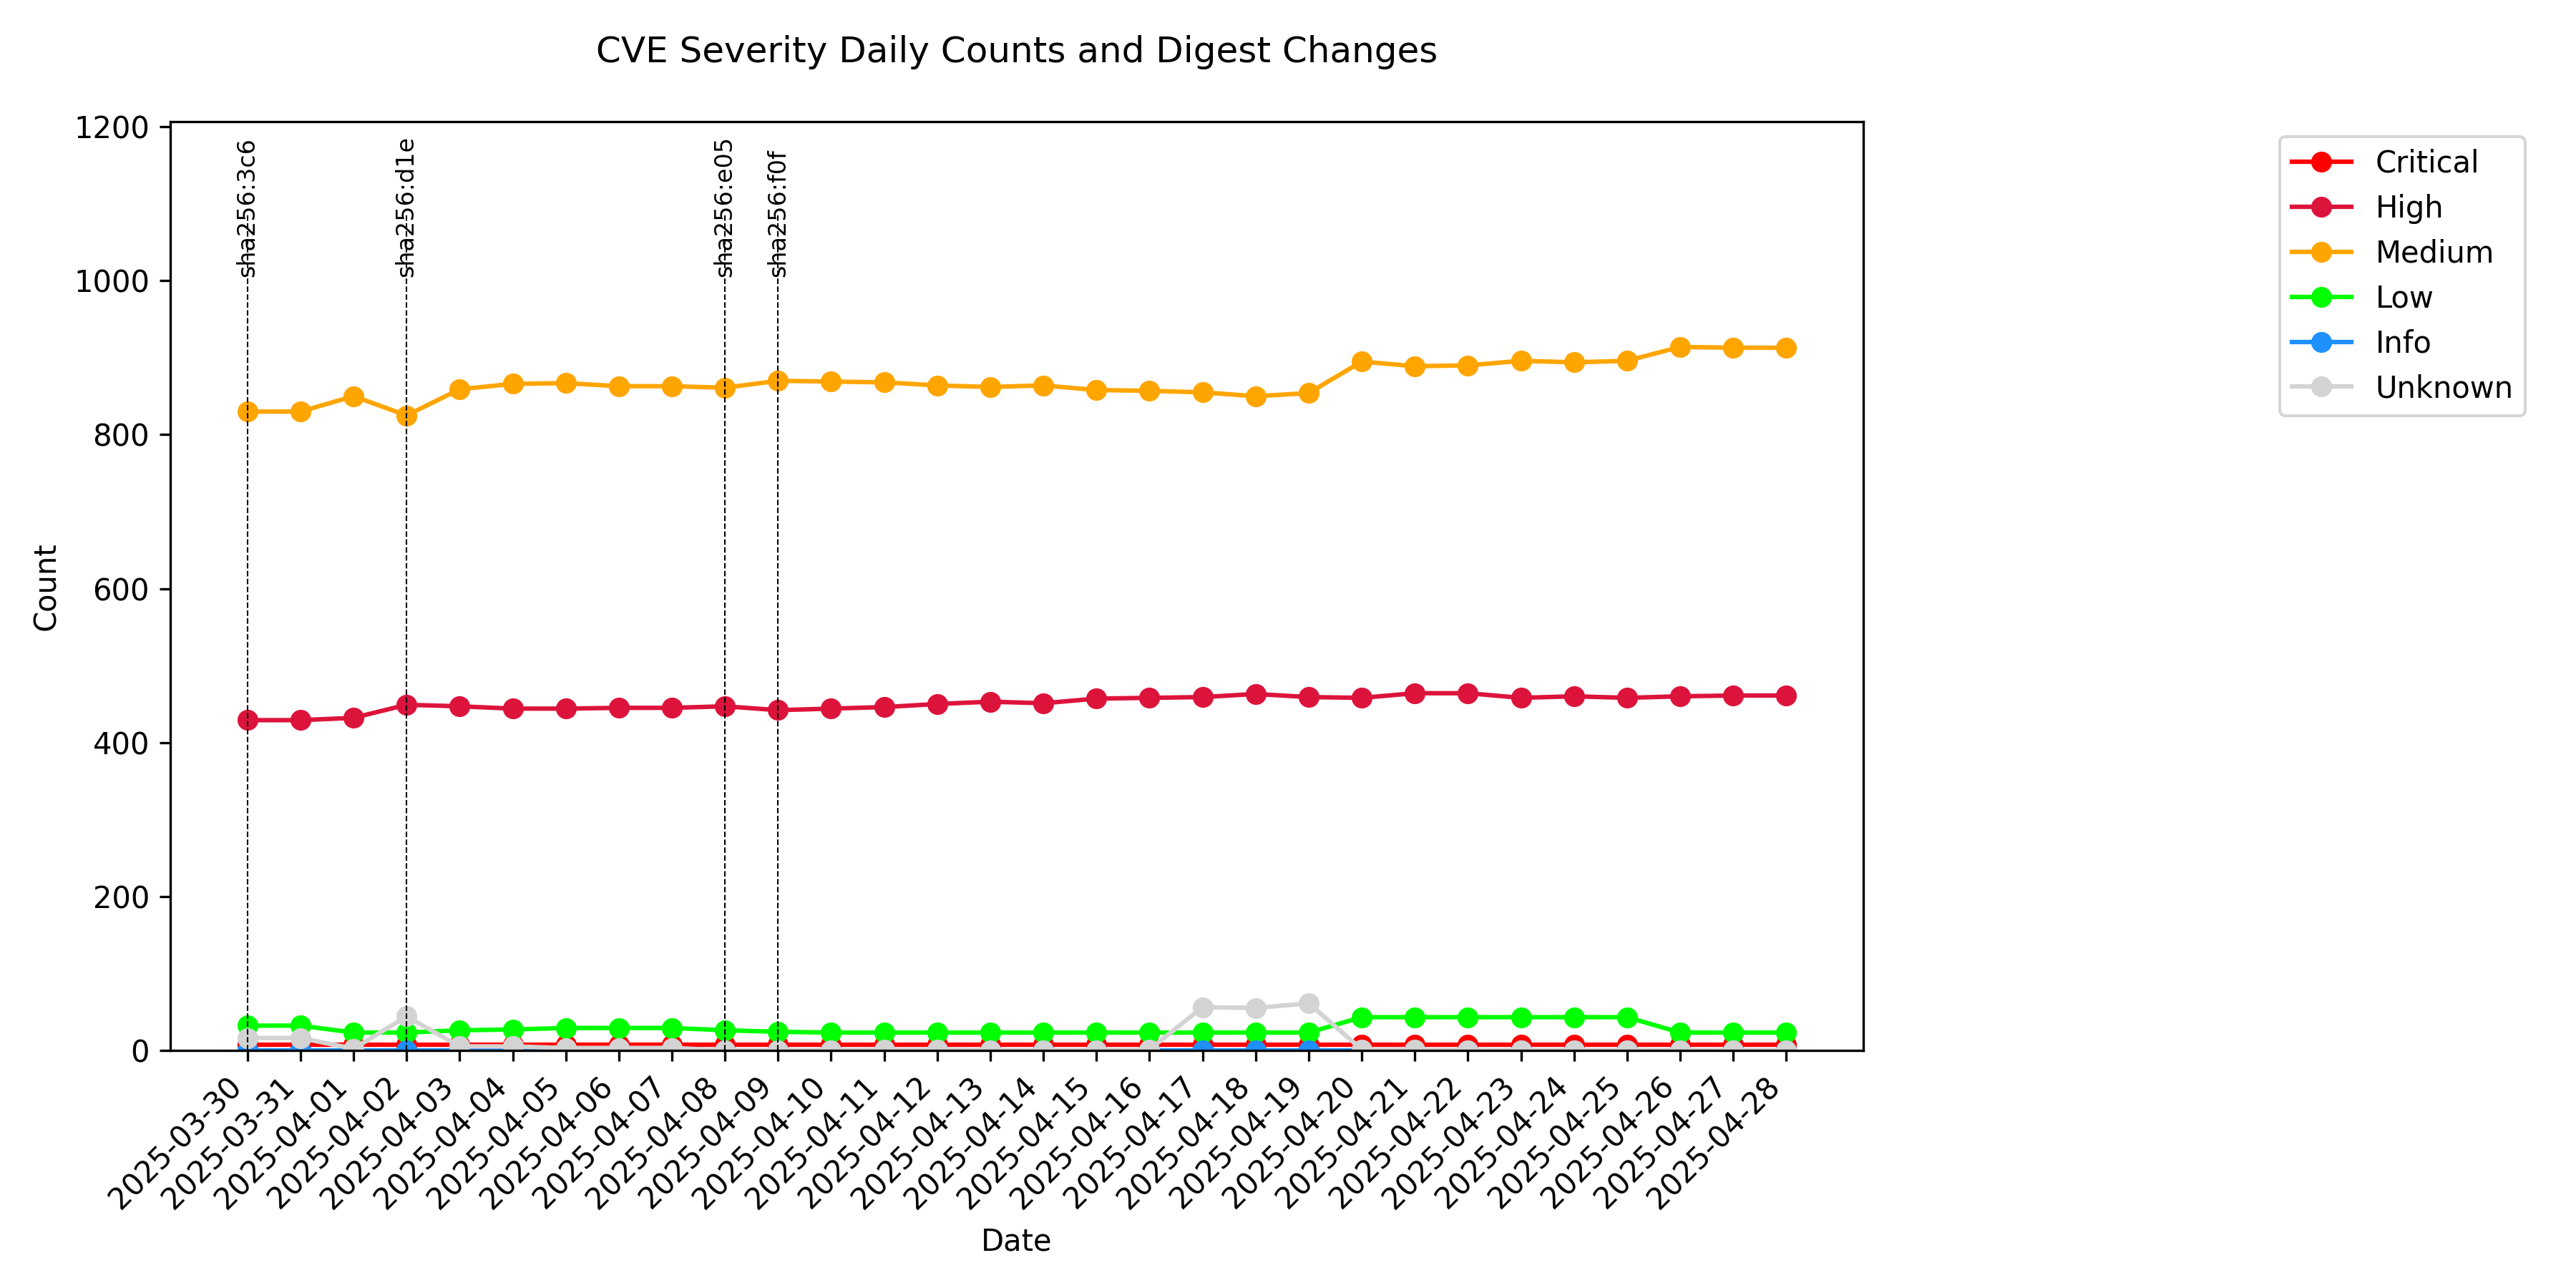 CVE Severity Daily Counts and Digest Changes
1200
1000
800
600
400
200
0
Count
sha256:3c6
sha256:d1e
sha256:e05
sha256:f0f
Critical
High
Medium
Low
Info
Unknown
2025-03-30
2025-03-31
2025-04-01
2025-04-02
2025-04-03
2025-04-04
2025-04-05
2025-04-06
2025-04-07
2025-04-08
2025-04-09
2025-04-10
2025-04-11
2025-04-12
2025-04-13
2025-04-14
2025-04-15
2025-04-16
2025-04-17
2025-04-18
2025-04-19
2025-04-20
2025-04-21
2025-04-22
2025-04-23
2025-04-24
2025-04-25
2025-04-26
2025-04-27
2025-04-28
Date